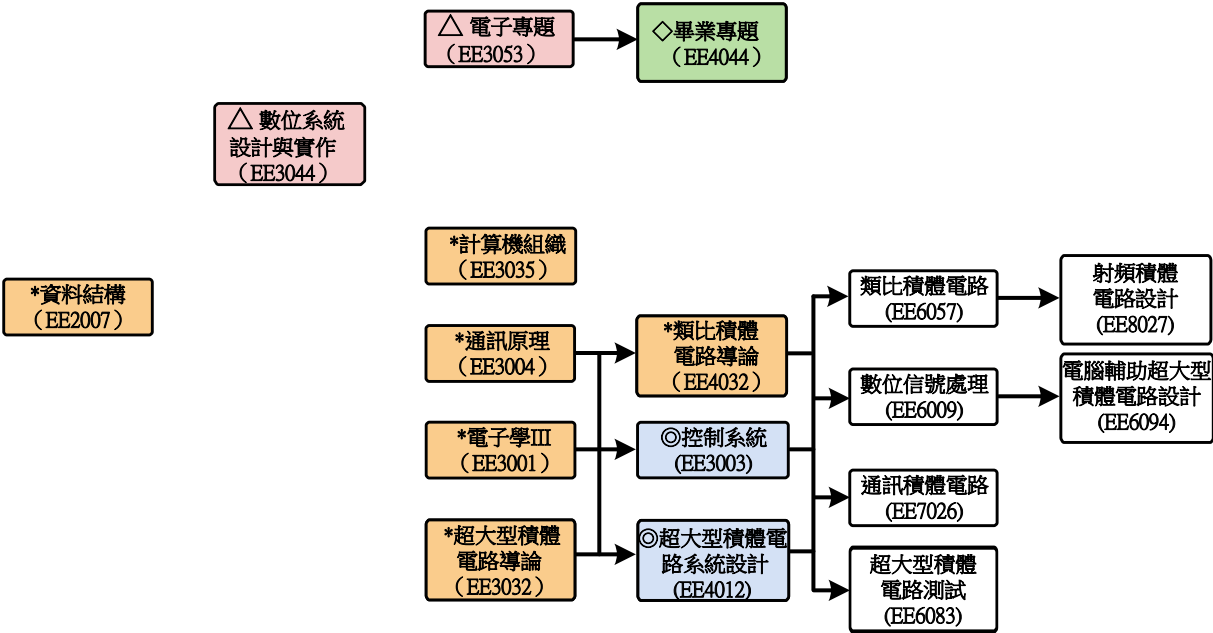 △ 電子專題
（EE3053）
◇畢業專題
（EE4044）
△ 數位系統
設計與實作
（EE3044）
*計算機組織
（EE3035）
*資料結構
（EE2007）
*通訊原理
（EE3004）
*類比積體
電路導論
（EE4032）
類比積體電路
(EE6057)
射頻積體
電路設計
(EE8027)
數位信號處理
(EE6009)
電腦輔助超大型
積體電路設計
(EE6094)
*電子學III
（EE3001）
◎控制系統
(EE3003)
通訊積體電路
(EE7026)
*超大型積體
電路導論
（EE3032）
◎超大型積體電
路系統設計
(EE4012)
超大型積體
電路測試
(EE6083)